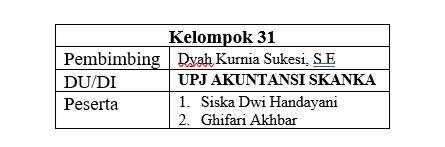 Kelompok 31
Pembimbing Dyah Kurnia Sukesi, S.E
DU/DI UPJ AKUNTANSI SKANKA
Peserta 1. Siska Dwi Handayani
2. Ghifari Akhbar